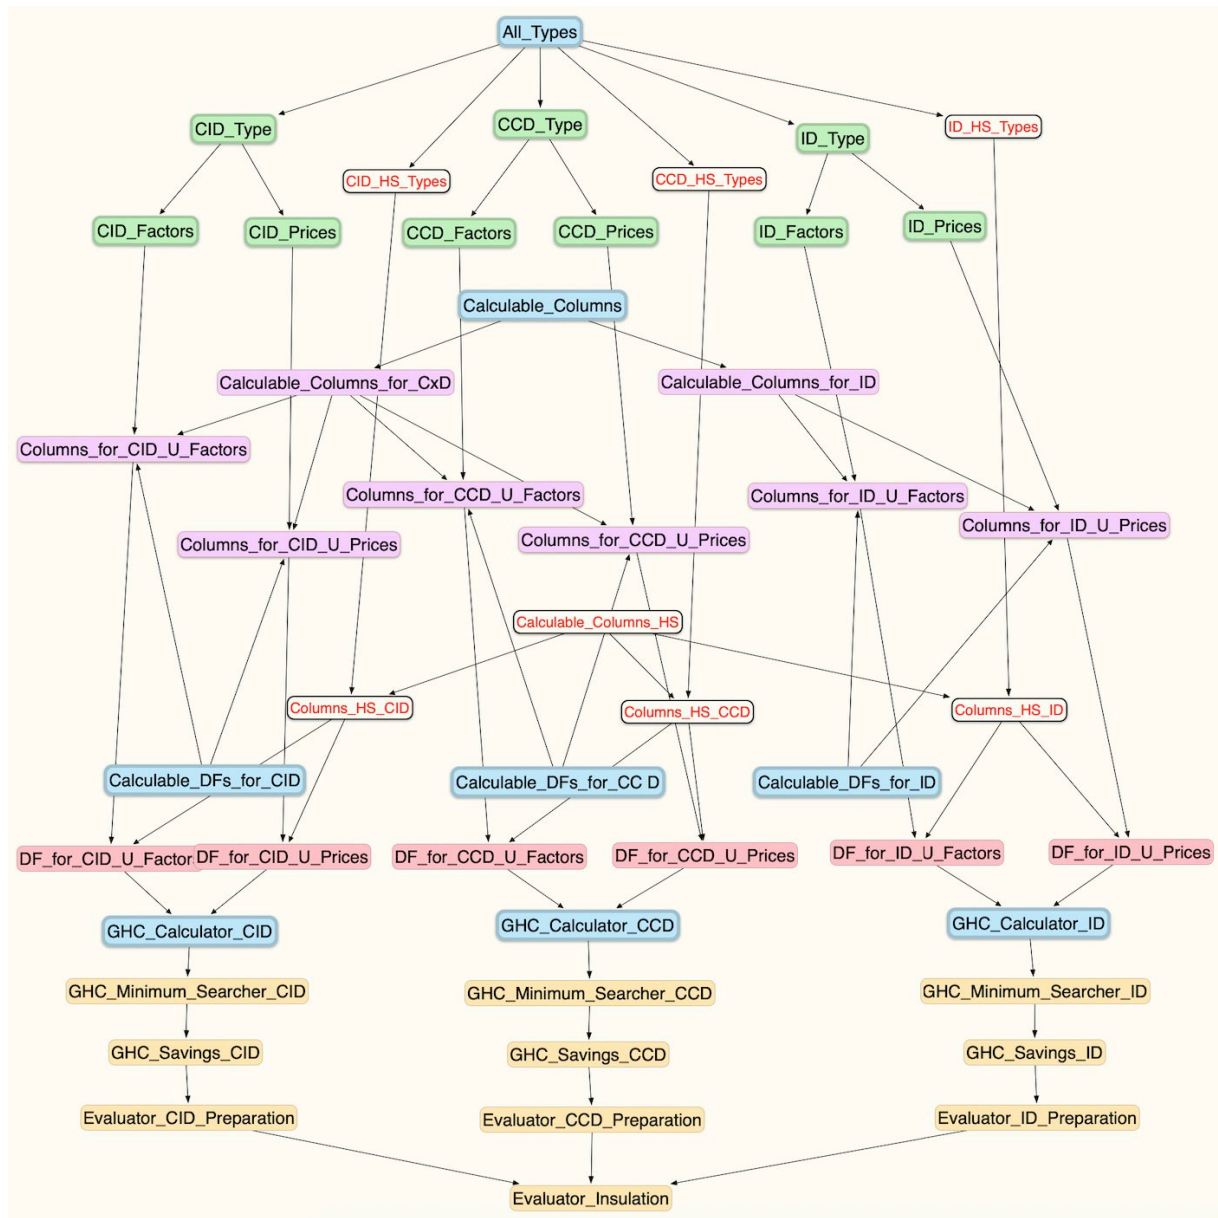 All_Types
CID_Type
CCD_Type
ID_Type
ID_HS_Types
CID_HS_Types
CCD_HS_Types
CID_Factors
CID_Prices
CCD_Factors
CCD_Prices
ID_Factors
ID_Prices
Calculable_Columns
Calculable_Columns_for_CxD
Calculable_Columns_for_ID
Columns_for_CID_U_Factors
Columns_for_CCD_U_Factors
Columns_for_ID_U_Factors
Columns_for_ID_U_Prices
Columns_for_CID_U_Prices
Columns_for_CCD_U_Prices
Calculable_Columns_HS
Columns_HS_CID
Columns_HS_CCD
Columns_HS_ID
Calculable_DFs_for_CID
Calculable_DFs_for_CC D
Calculable_DFs_for_ID
DF_for_CID_U_Factor
DF_for_CID_U_Prices
DF_for_CCD_U_Factors
DF_for_CCD_U_Prices
DF_for_ID_U_Factors
DF_for_ID_U_Prices
GHC_Calculator_CID
GHC_Calculator_CCD
GHC_Calculator_ID
GHC_Minimum_Searcher_CID
GHC_Minimum_Searcher_CCD
GHC_Minimum_Searcher_ID
GHC_Savings_CID
GHC_Savings_CCD
GHC_Savings_ID
Evaluator_CID_Preparation
Evaluator_CCD_Preparation
Evaluator_ID_Preparation
Evaluator_Insulation